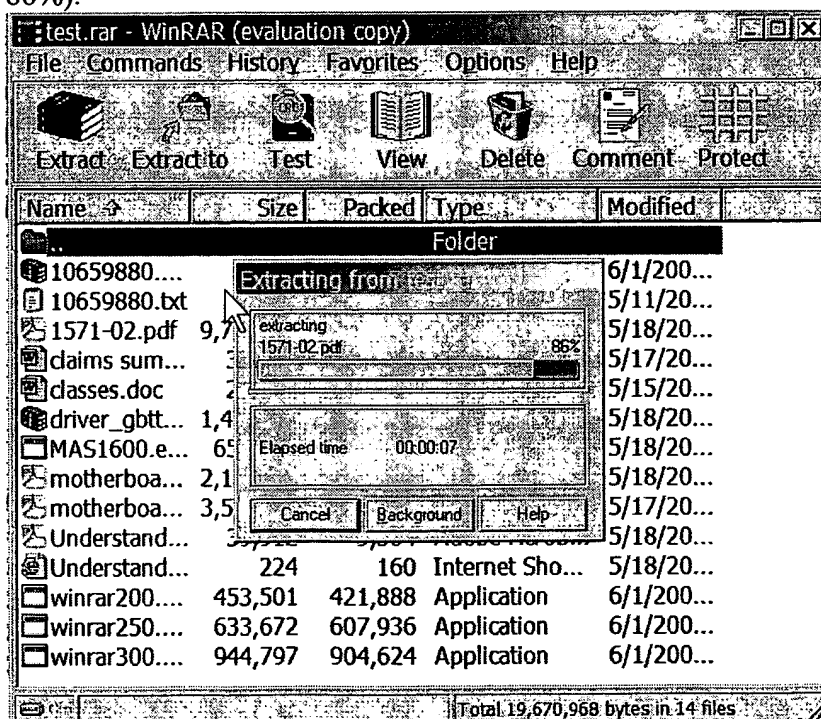 test.rar - WinRAR (evaluation copy)
File Commands History Favorites Options Help
Extract Extract to Test View Delete Comment Protect
Name Size Packed Type Modified
.. Folder
10659880.... 6/1/200...
10659880.txt 5/11/20...
1571-02.pdf 9,7 5/18/20...
claims sum... 5/17/20...
classes.doc 2 5/15/20...
driver_gbtt... 1,4 5/18/20...
MAS1600.e... 65 5/18/20...
motherboa... 2,1 5/18/20...
motherboa... 3,5 5/17/20...
Understand... 5/18/20...
Understand... 224 160 Internet Sho... 5/18/20...
winrar200.... 453,501 421,888 Application 6/1/200...
winrar250.... 633,672 607,936 Application 6/1/200...
winrar300.... 944,797 904,624 Application 6/1/200...
Extracting from
extracting
1571-02.pdf 86%
Elapsed time 00:00:07
Cancel Background Help
Total 19,670,968 bytes in 14 files